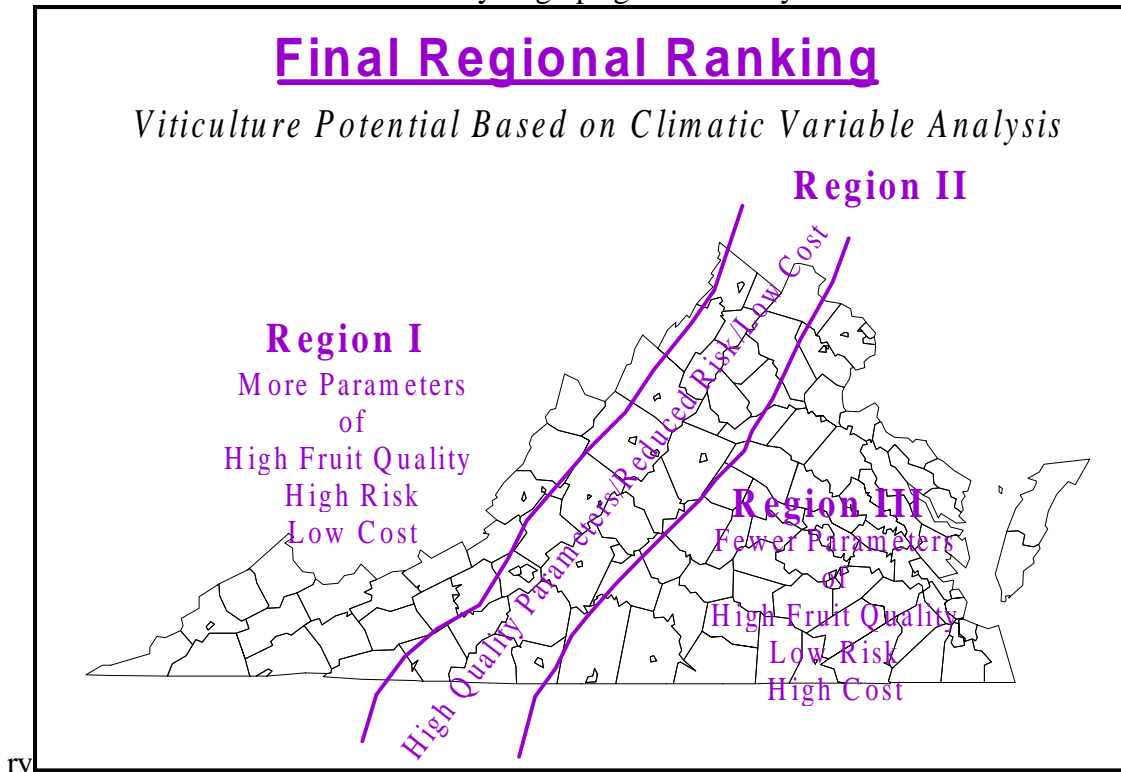 Final Regional Ranking
Viticulture Potential Based on Climatic Variable Analysis
Region II
High Quality Parameters/Reduced Risk/Low Cost
Region I
More Parameters
of
High Fruit Quality
High Risk
Low Cost
Region III
Fewer Parameters
of
High Fruit Quality
Low Risk
High Cost
rv